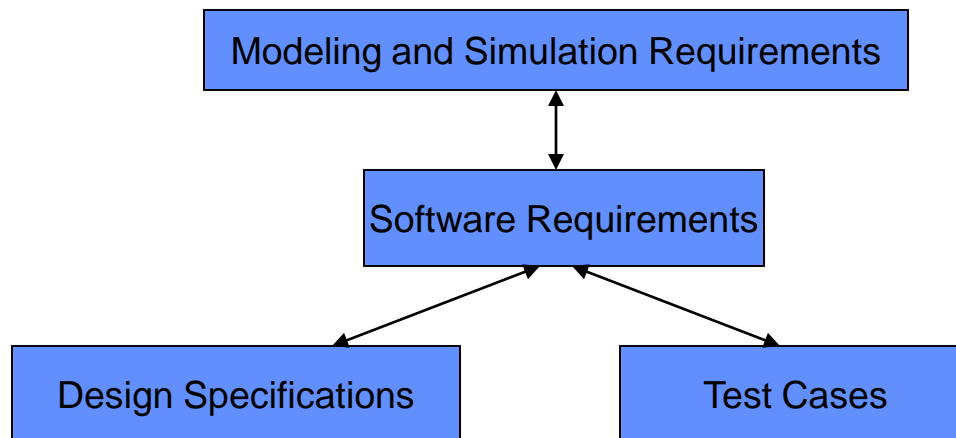 Modeling and Simulation Requirements
Software Requirements
Design Specifications
Test Cases